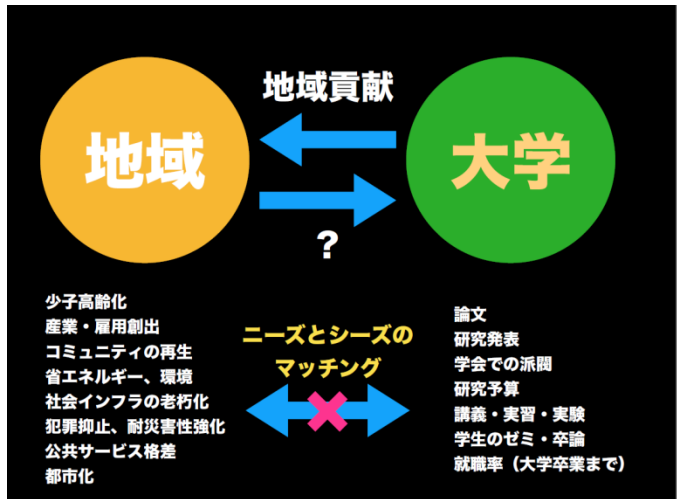 地域貢献
地域
大学
?
少子高齢化
産業・雇用創出
コミュニティの再生
省エネルギー、環境
社会インフラの老朽化
犯罪抑止、耐災害性強化
公共サービス格差
都市化
ニーズとシーズの
マッチング
論文
研究発表
学会での派閥
研究予算
講義・実習・実験
学生のゼミ・卒論
就職率（大学卒業まで）